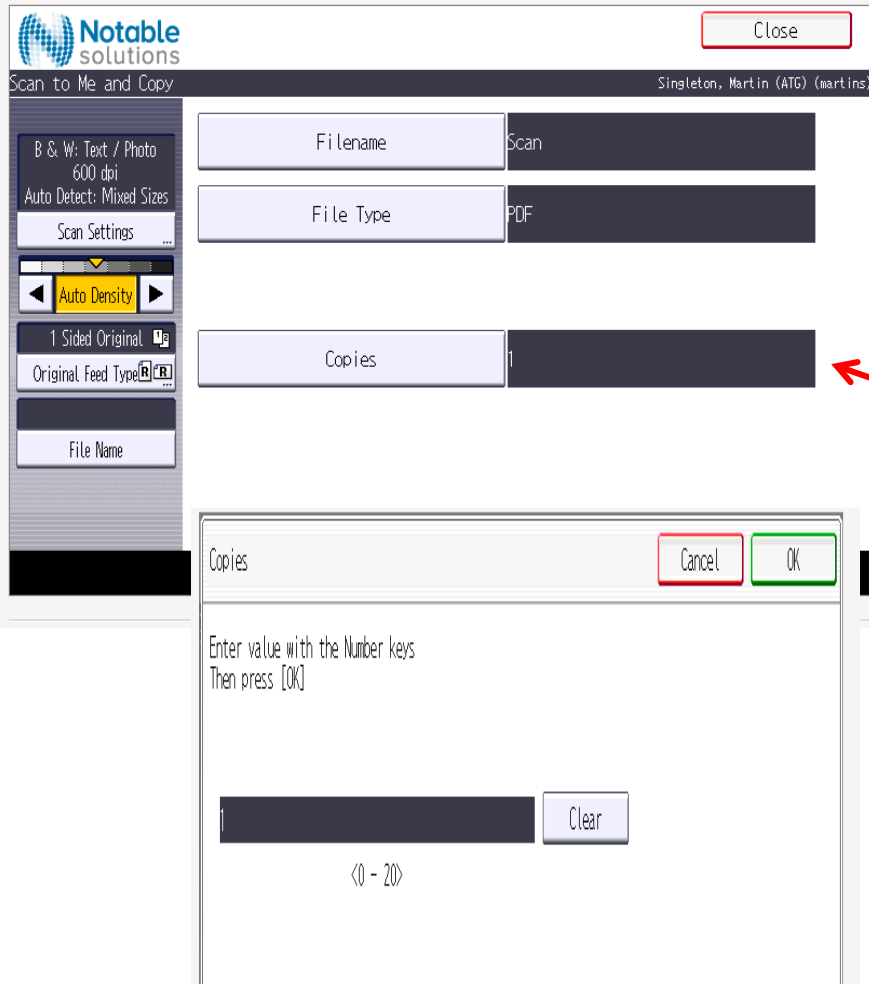 Notable
solutions
Close
Scan to Me and Copy
Singleton, Martin (ATG) (martins)
B & W: Text / Photo
600 dpi
Auto Detect: Mixed Sizes
Scan Settings
...
Auto Density
1 Sided Original
Original Feed Type
File Name
Filename
Scan
File Type
PDF
Copies
1
Copies
Cancel
OK
Enter value with the Number keys
Then press [OK]
1
Clear
<0 - 20>